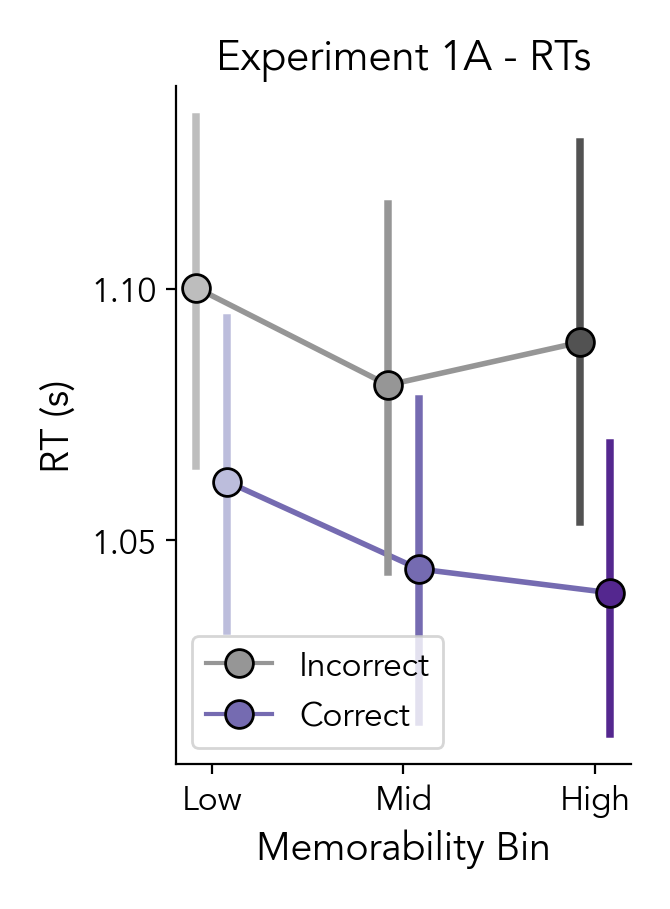 Experiment 1A - RTs
RT (s)
1.10
1.05
Incorrect
Correct
Low
Mid
High
Memorability Bin